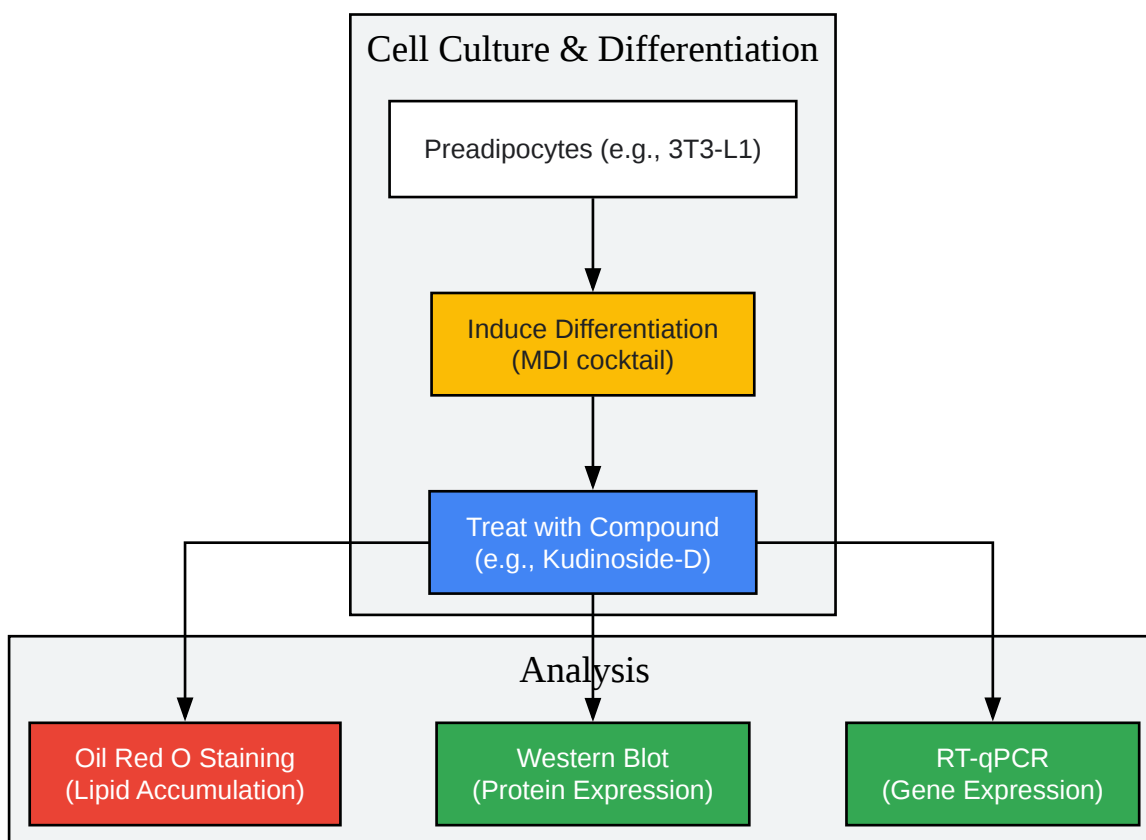 Cell Culture & Differentiation
Preadipocytes (e.g., 3T3-L1)
Induce Differentiation
(MDI cocktail)
Treat with Compound
(e.g., Kudinoside-D)
Analysis
Oil Red O Staining
(Lipid Accumulation)
Western Blot
(Protein Expression)
RT-qPCR
(Gene Expression)